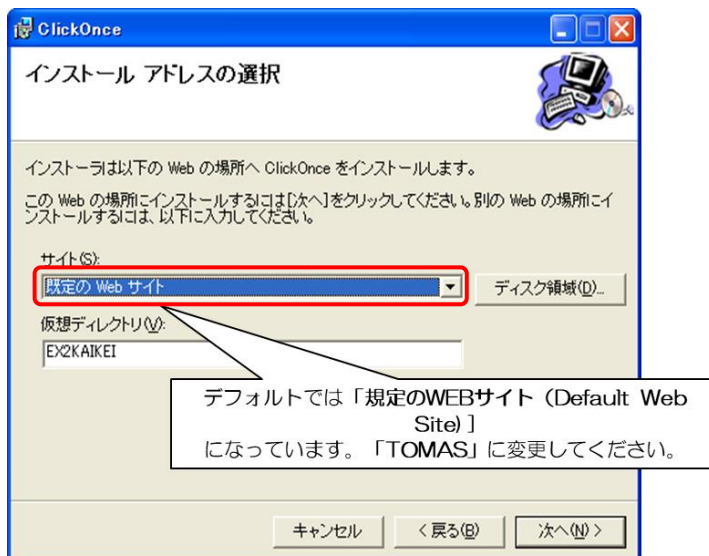 ClickOnce
インストール アドレスの選択
インストーラは以下の Web の場所へ ClickOnce をインストールします。
この Web の場所にインストールするには[次へ]をクリックしてください。別の Web の場所にイ
ンストールするには、以下に入力してください。
サイト(S):
既定の Web サイト
ディスク領域(D)...
仮想ディレクトリ(V):
EX2KAIKEI
デフォルトでは「規定のWEBサイト（Default Web
Site)］
になっています。「TOMAS」に変更してください。
キャンセル
< 戻る(B)
次へ(N) >